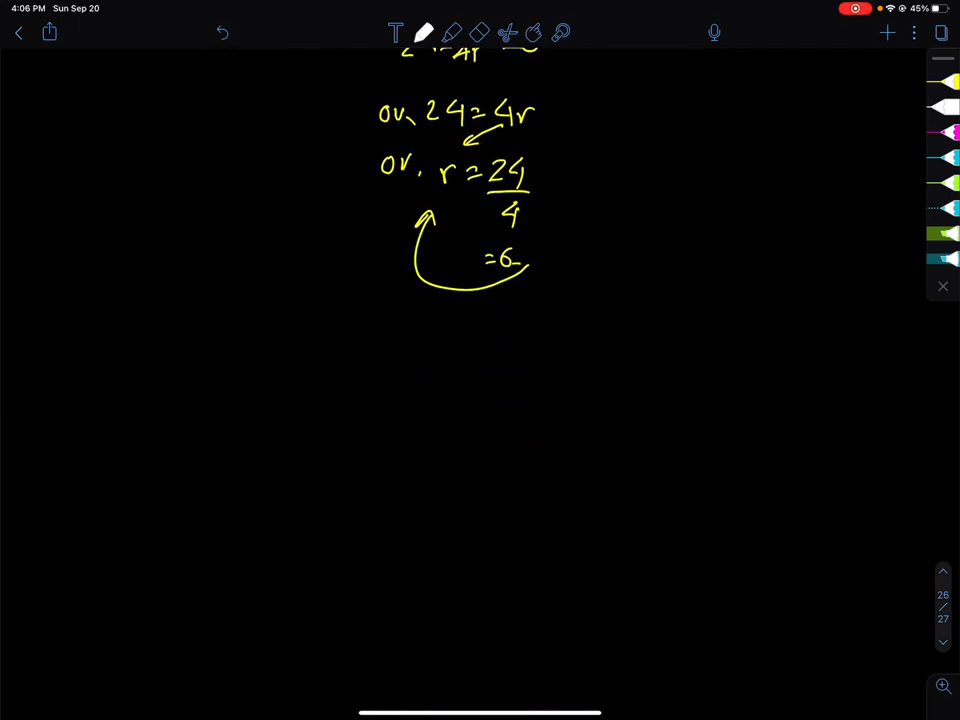 4:06 PM Sun Sep 20
45%
T
or, 24 = 4r
or, r = 24
4
= 6
26
/
27